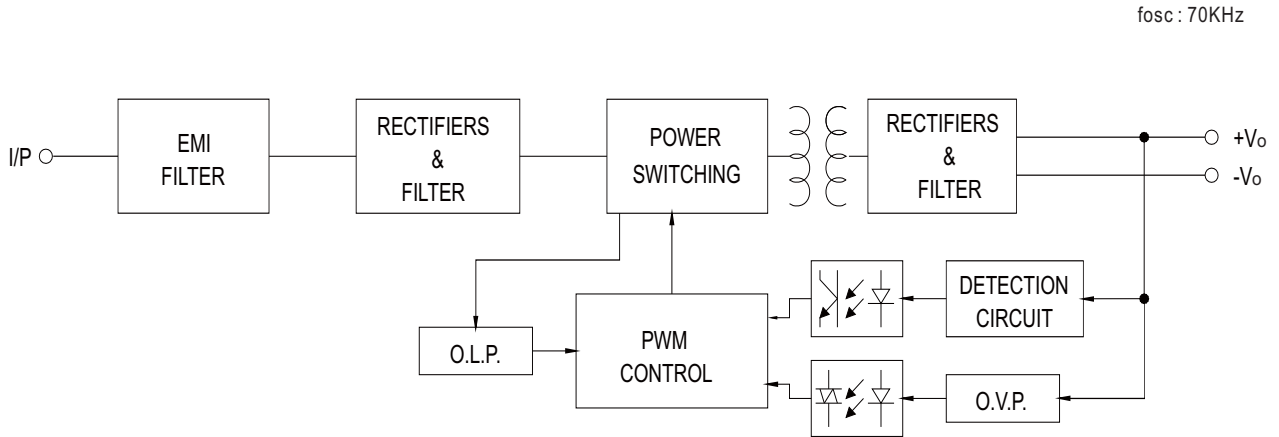 fosc : 70KHz
I/P
EMI
FILTER
RECTIFIERS
&
FILTER
POWER
SWITCHING
RECTIFIERS
&
FILTER
+Vo
-Vo
O.L.P.
PWM
CONTROL
DETECTION
CIRCUIT
O.V.P.